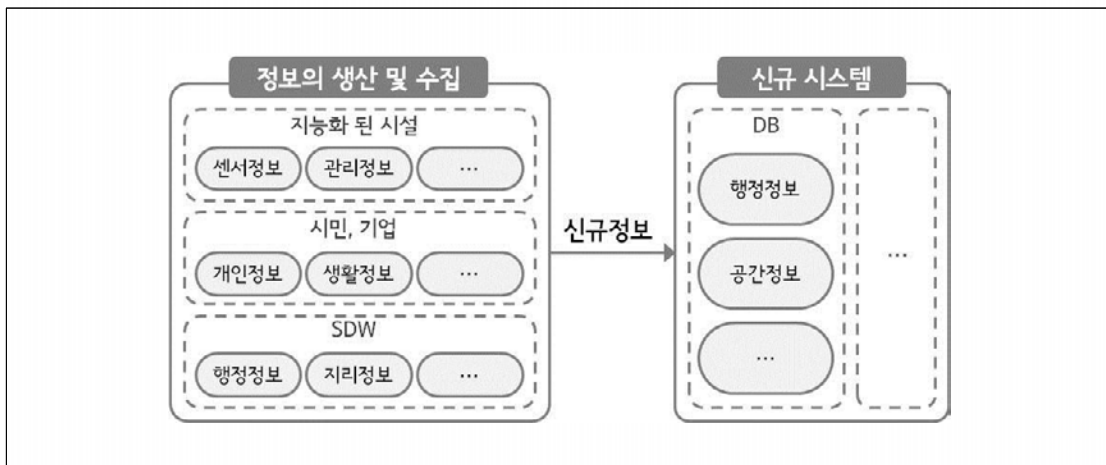 정보의 생산 및 수집
지능화 된 시설
센서정보 관리정보 …
시민, 기업
개인정보 생활정보 …
SDW
행정정보 지리정보 …
신규정보
신규 시스템
DB
행정정보
공간정보
…
…